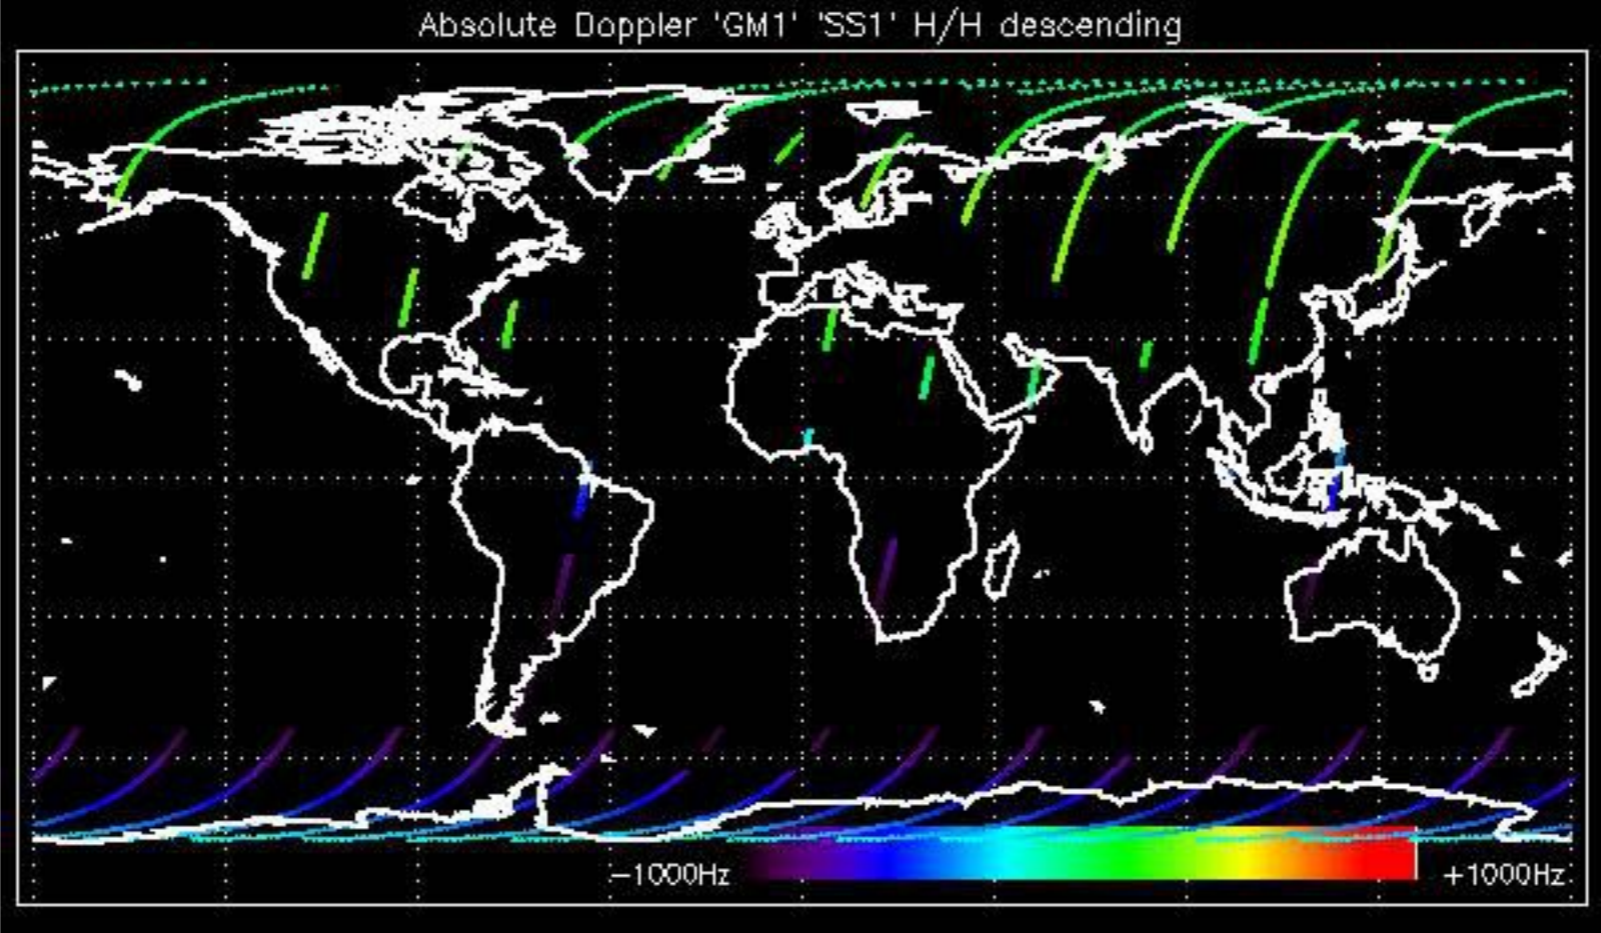 Absolute Doppler 'GM1' 'SS1' H/H descending
−1000Hz +1000Hz